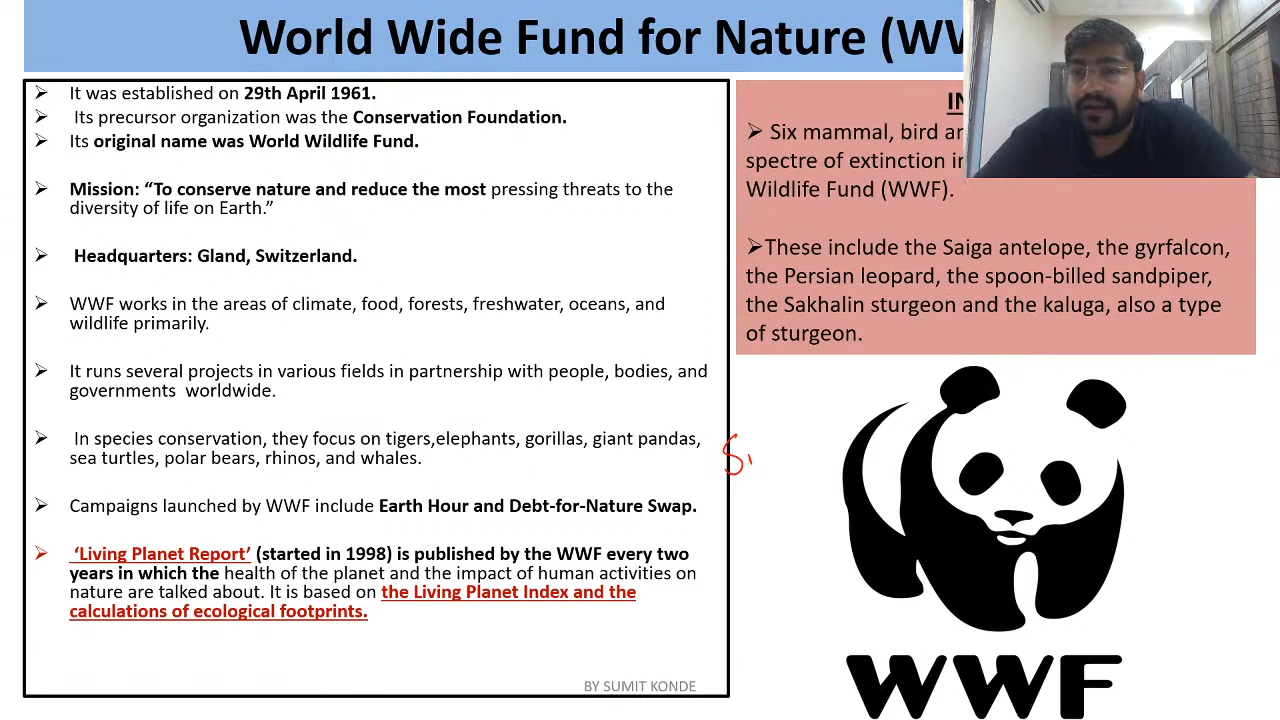 World Wide Fund for Nature (WW
➢ It was established on 29th April 1961.
➢ Its precursor organization was the Conservation Foundation.
➢ Its original name was World Wildlife Fund.
➢ Mission: “To conserve nature and reduce the most pressing threats to the
diversity of life on Earth.”
➢ Headquarters: Gland, Switzerland.
➢ WWF works in the areas of climate, food, forests, freshwater, oceans, and
wildlife primarily.
➢ It runs several projects in various fields in partnership with people, bodies, and
governments worldwide.
➢ In species conservation, they focus on tigers,elephants, gorillas, giant pandas,
sea turtles, polar bears, rhinos, and whales.
➢ Campaigns launched by WWF include Earth Hour and Debt-for-Nature Swap.
➢ ‘Living Planet Report’ (started in 1998) is published by the WWF every two
years in which the health of the planet and the impact of human activities on
nature are talked about. It is based on the Living Planet Index and the
calculations of ecological footprints.
BY SUMIT KONDE
➢ Six mammal, bird
spectre of extinction
Wildlife Fund (WWF).
➢These include the Saiga antelope, the gyrfalcon,
the Persian leopard, the spoon-billed sandpiper,
the Sakhalin sturgeon and the kaluga, also a type
of sturgeon.
WWF